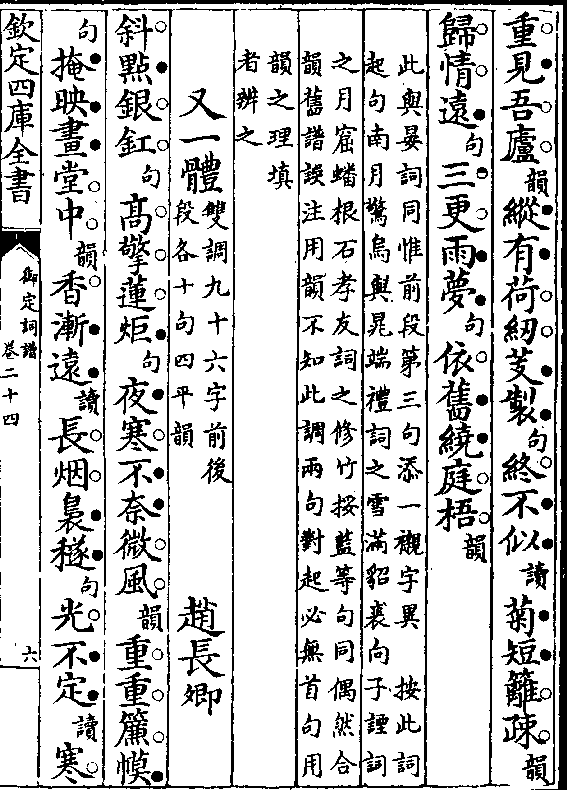 重見吾廬韻縱有荷紉芰製句終不似讀菊短籬疎韻
歸情遠句三更雨夢句依舊繞庭梧韻
此與晏詞同惟前段第三句添一襯字異　按此詞
起句南月驚烏與晁端禮詞之雪滿貂裘向子諲詞
之月窟蟠根石孝友詞之修竹挼藍等句同偶然合
韻舊譜誤注用韻不知此調兩句對起必無首句用
韻之理填
者辨之
又一體雙調九十六字前後
段各十句四平韻　趙長卿
斜點銀釭句高擎蓮炬句夜寒不奈微風韻重重簾幙
句掩映畫堂中韻香漸遠讀長烟裊穟句光不定讀寒
欽定四庫全書　御定詞譜　卷二十四　六